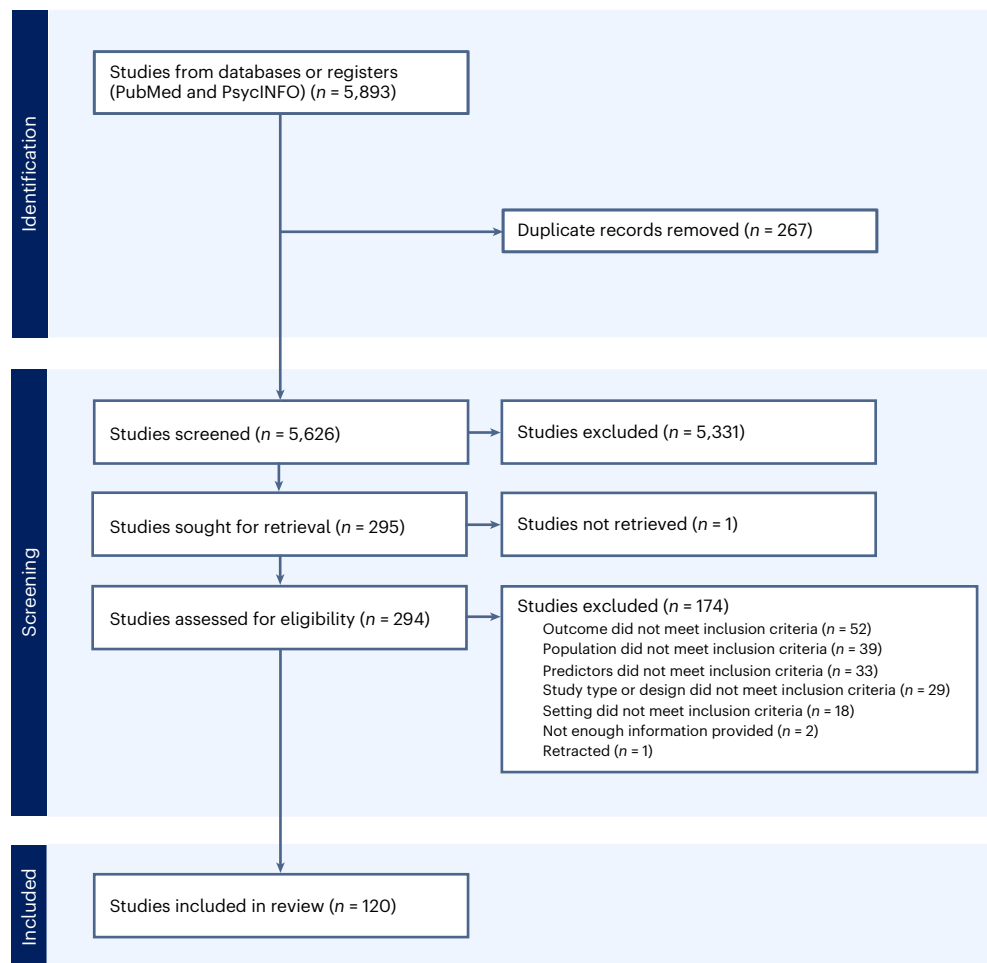 Identification
Studies from databases or registers
(PubMed and PsycINFO) (n = 5,893)
Duplicate records removed (n = 267)
Screening
Studies screened (n = 5,626)
Studies excluded (n = 5,331)
Studies sought for retrieval (n = 295)
Studies not retrieved (n = 1)
Studies assessed for eligibility (n = 294)
Studies excluded (n = 174)
Outcome did not meet inclusion criteria (n = 52)
Population did not meet inclusion criteria (n = 39)
Predictors did not meet inclusion criteria (n = 33)
Study type or design did not meet inclusion criteria (n = 29)
Setting did not meet inclusion criteria (n = 18)
Not enough information provided (n = 2)
Retracted (n = 1)
Included
Studies included in review (n = 120)